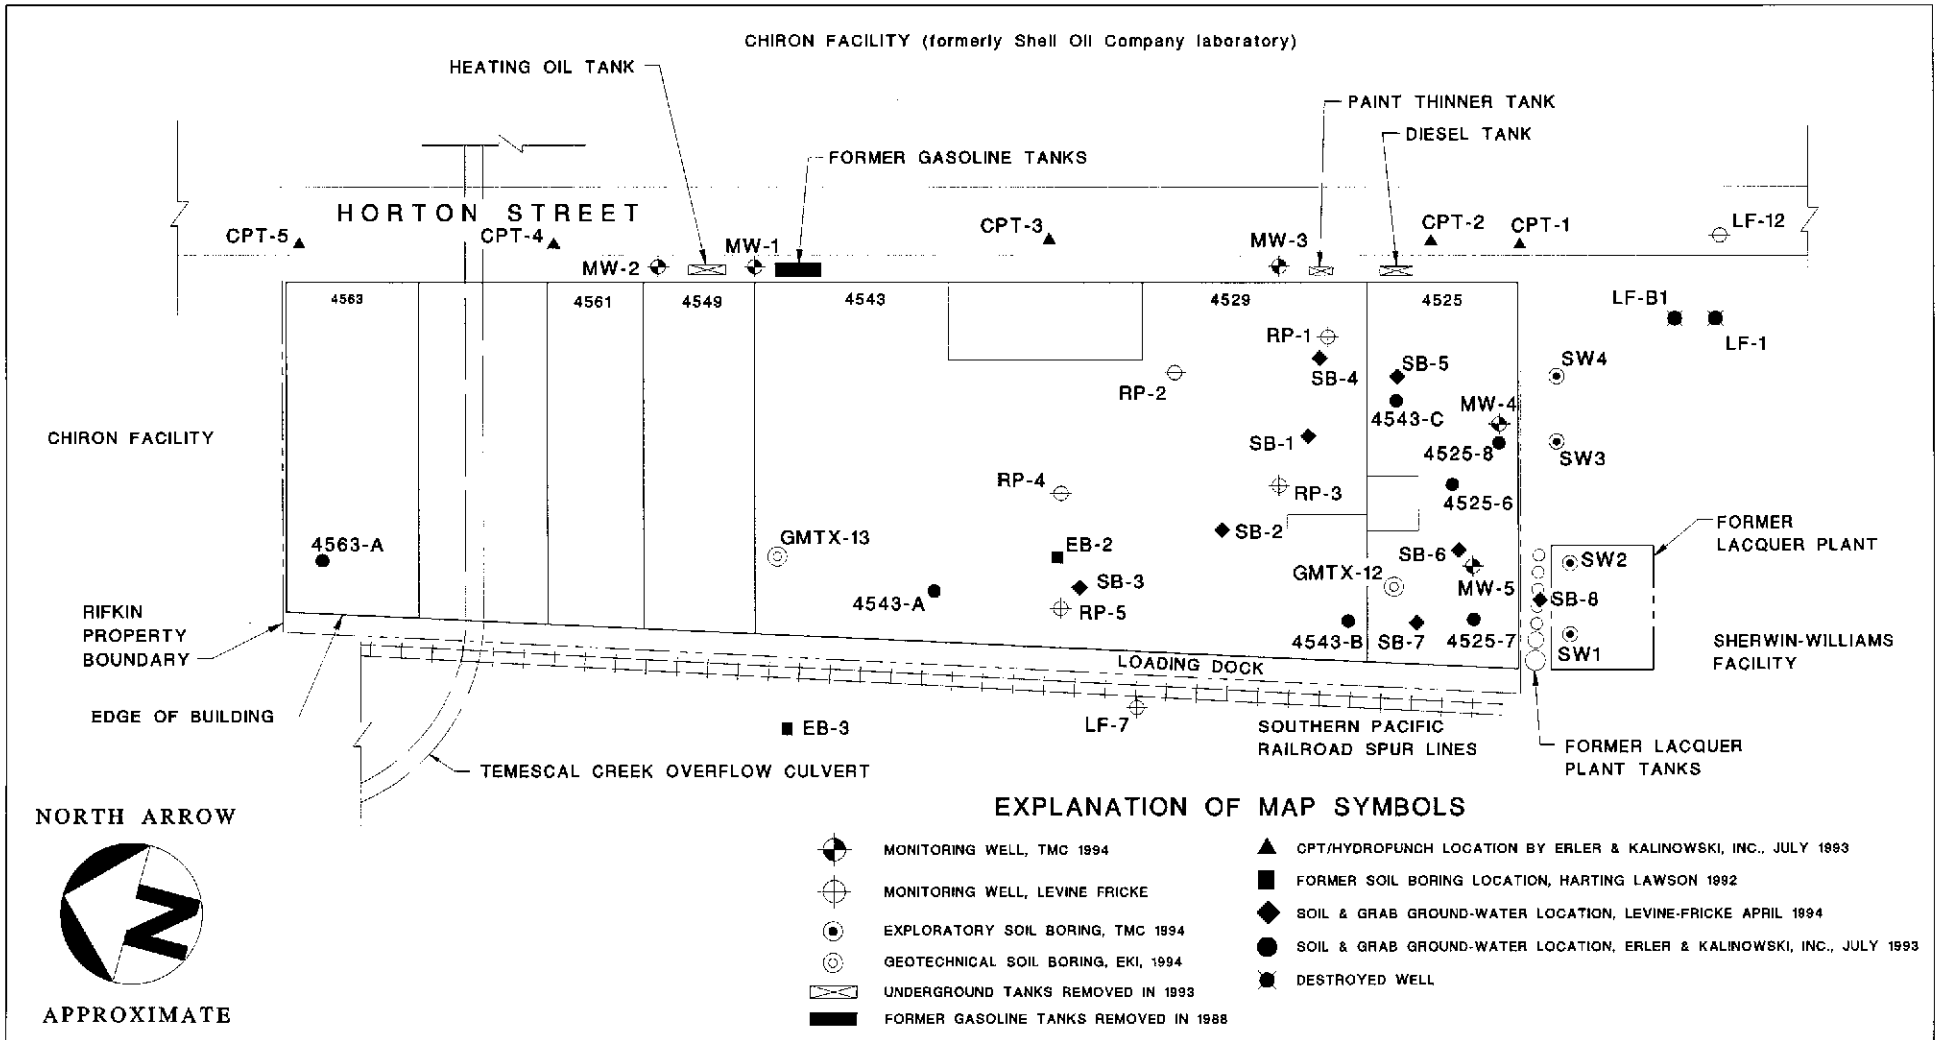 CHIRON FACILITY (formerly Shell Oil Company laboratory)
HEATING OIL TANK
PAINT THINNER TANK
DIESEL TANK
FORMER GASOLINE TANKS
HORTON STREET
CPT-5
CPT-4
CPT-3
CPT-2
CPT-1
LF-12
MW-2
MW-1
MW-3
4563
4561
4549
4543
4529
4525
LF-B1
LF-1
RP-1
SB-4
SB-5
SW4
RP-2
4543-C
MW-4
CHIRON FACILITY
SB-1
4525-8
SW3
RP-4
RP-3
4525-6
SB-2
FORMER
LACQUER PLANT
4563-A
GMTX-13
EB-2
SB-6
SW2
GMTX-12
MW-5
SB-3
SB-8
4543-A
RP-5
RIFKIN
PROPERTY
BOUNDARY
4543-B
SB-7
4525-7
SW1
SHERWIN-WILLIAMS
FACILITY
LOADING DOCK
EDGE OF BUILDING
EB-3
LF-7
SOUTHERN PACIFIC
RAILROAD SPUR LINES
FORMER LACQUER
PLANT TANKS
TEMESCAL CREEK OVERFLOW CULVERT
NORTH ARROW
N
APPROXIMATE
EXPLANATION OF MAP SYMBOLS
MONITORING WELL, TMC 1994
MONITORING WELL, LEVINE FRICKE
EXPLORATORY SOIL BORING, TMC 1994
GEOTECHNICAL SOIL BORING, EKI, 1994
UNDERGROUND TANKS REMOVED IN 1993
FORMER GASOLINE TANKS REMOVED IN 1988
CPT/HYDROPUNCH LOCATION BY ERLER & KALINOWSKI, INC., JULY 1993
FORMER SOIL BORING LOCATION, HARTING LAWSON 1992
SOIL & GRAB GROUND-WATER LOCATION, LEVINE-FRICKE APRIL 1994
SOIL & GRAB GROUND-WATER LOCATION, ERLER & KALINOWSKI, INC., JULY 1993
DESTROYED WELL